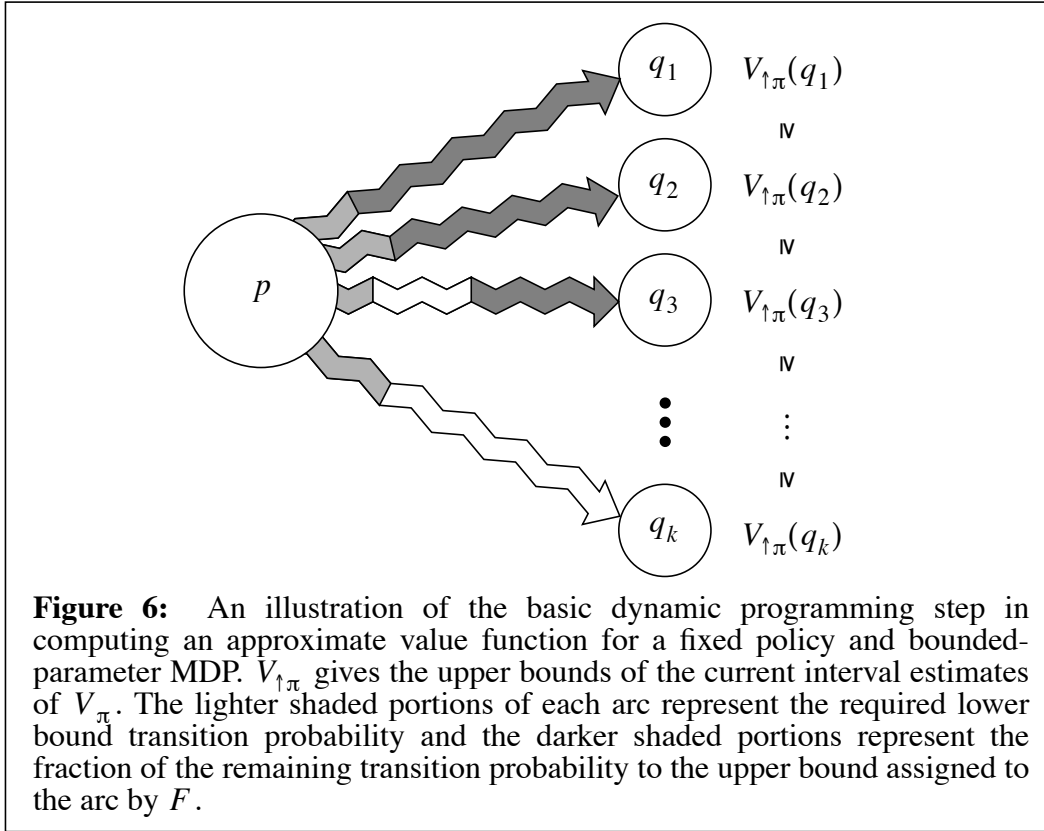 q₁ V↑π(q₁)
≥
q₂ V↑π(q₂)
≥
p q₃ V↑π(q₃)
≥
⋮ ⋮
≥
qₖ V↑π(qₖ)
Figure 6: An illustration of the basic dynamic programming step in
computing an approximate value function for a fixed policy and bounded-
parameter MDP. V↑π gives the upper bounds of the current interval estimates
of Vπ. The lighter shaded portions of each arc represent the required lower
bound transition probability and the darker shaded portions represent the
fraction of the remaining transition probability to the upper bound assigned to
the arc by F.